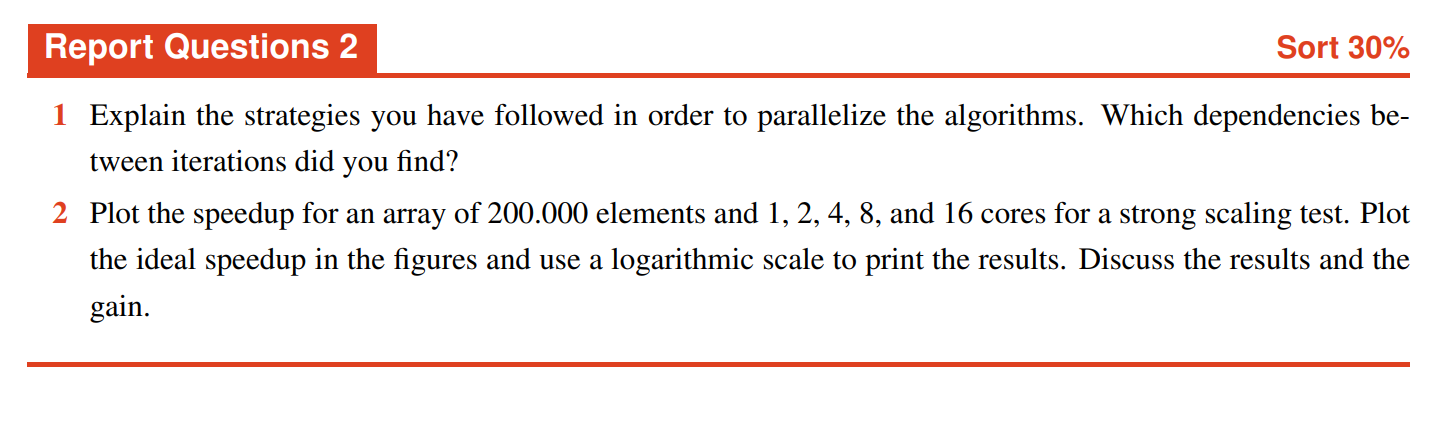 Report Questions 2
Sort 30%
1 Explain the strategies you have followed in order to parallelize the algorithms. Which dependencies be-
tween iterations did you find?
2 Plot the speedup for an array of 200.000 elements and 1, 2, 4, 8, and 16 cores for a strong scaling test. Plot
the ideal speedup in the figures and use a logarithmic scale to print the results. Discuss the results and the
gain.